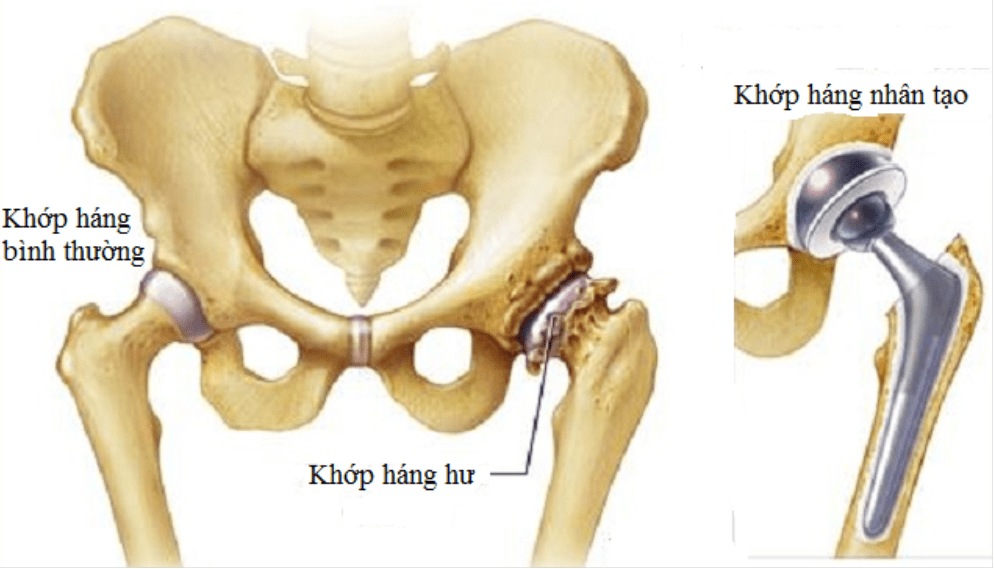 Khớp háng nhân tạo
Khớp háng
bình thường
Khớp háng hư